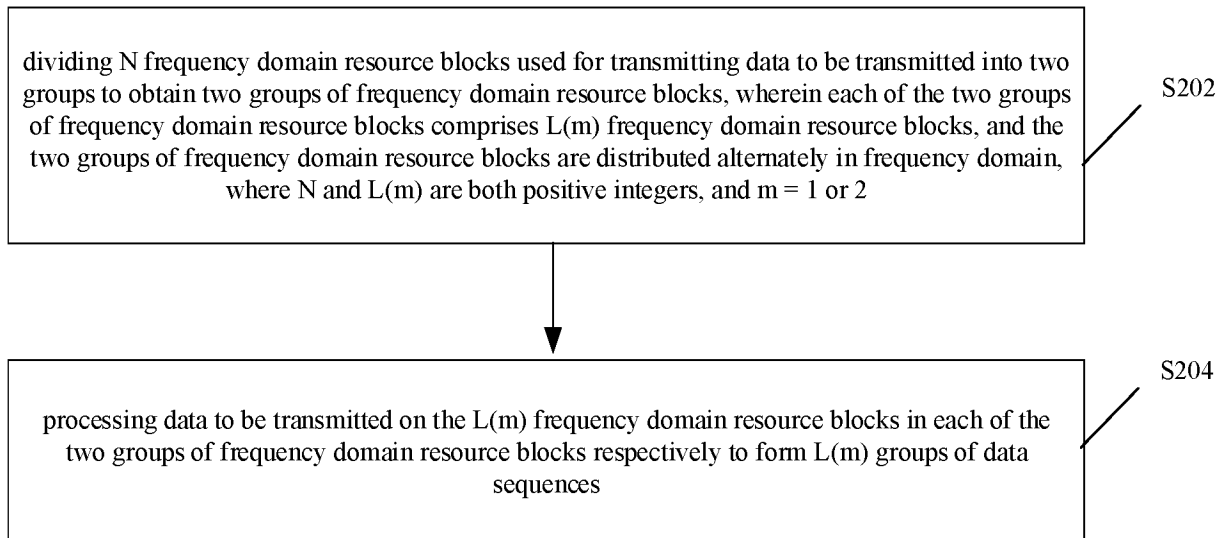 dividing N frequency domain resource blocks used for transmitting data to be transmitted into two
groups to obtain two groups of frequency domain resource blocks, wherein each of the two groups
of frequency domain resource blocks comprises L(m) frequency domain resource blocks, and the
two groups of frequency domain resource blocks are distributed alternately in frequency domain,
where N and L(m) are both positive integers, and m = 1 or 2
S202
processing data to be transmitted on the L(m) frequency domain resource blocks in each of the
two groups of frequency domain resource blocks respectively to form L(m) groups of data
sequences
S204